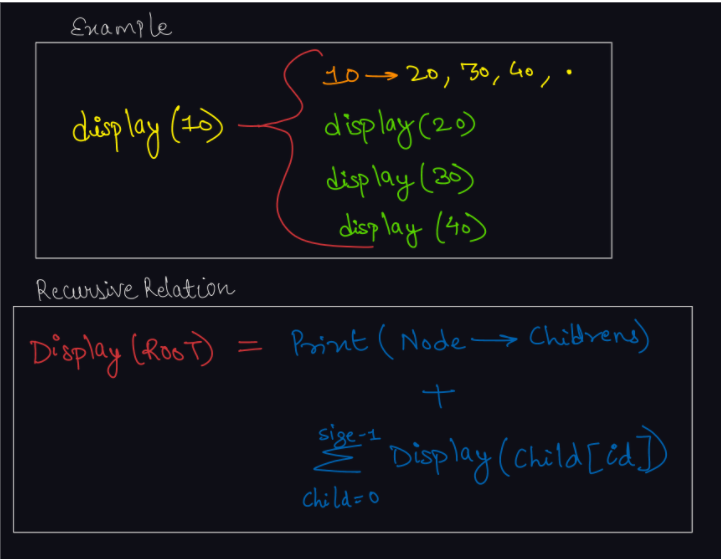 Example
10 → 20, 30, 40, .
display (10)
display (20)
display (30)
display (40)
Recursive Relation
Display (ROOT) = Print ( Node → Childrens)
+
size-1
∑ Display (Child [id])
Child = 0